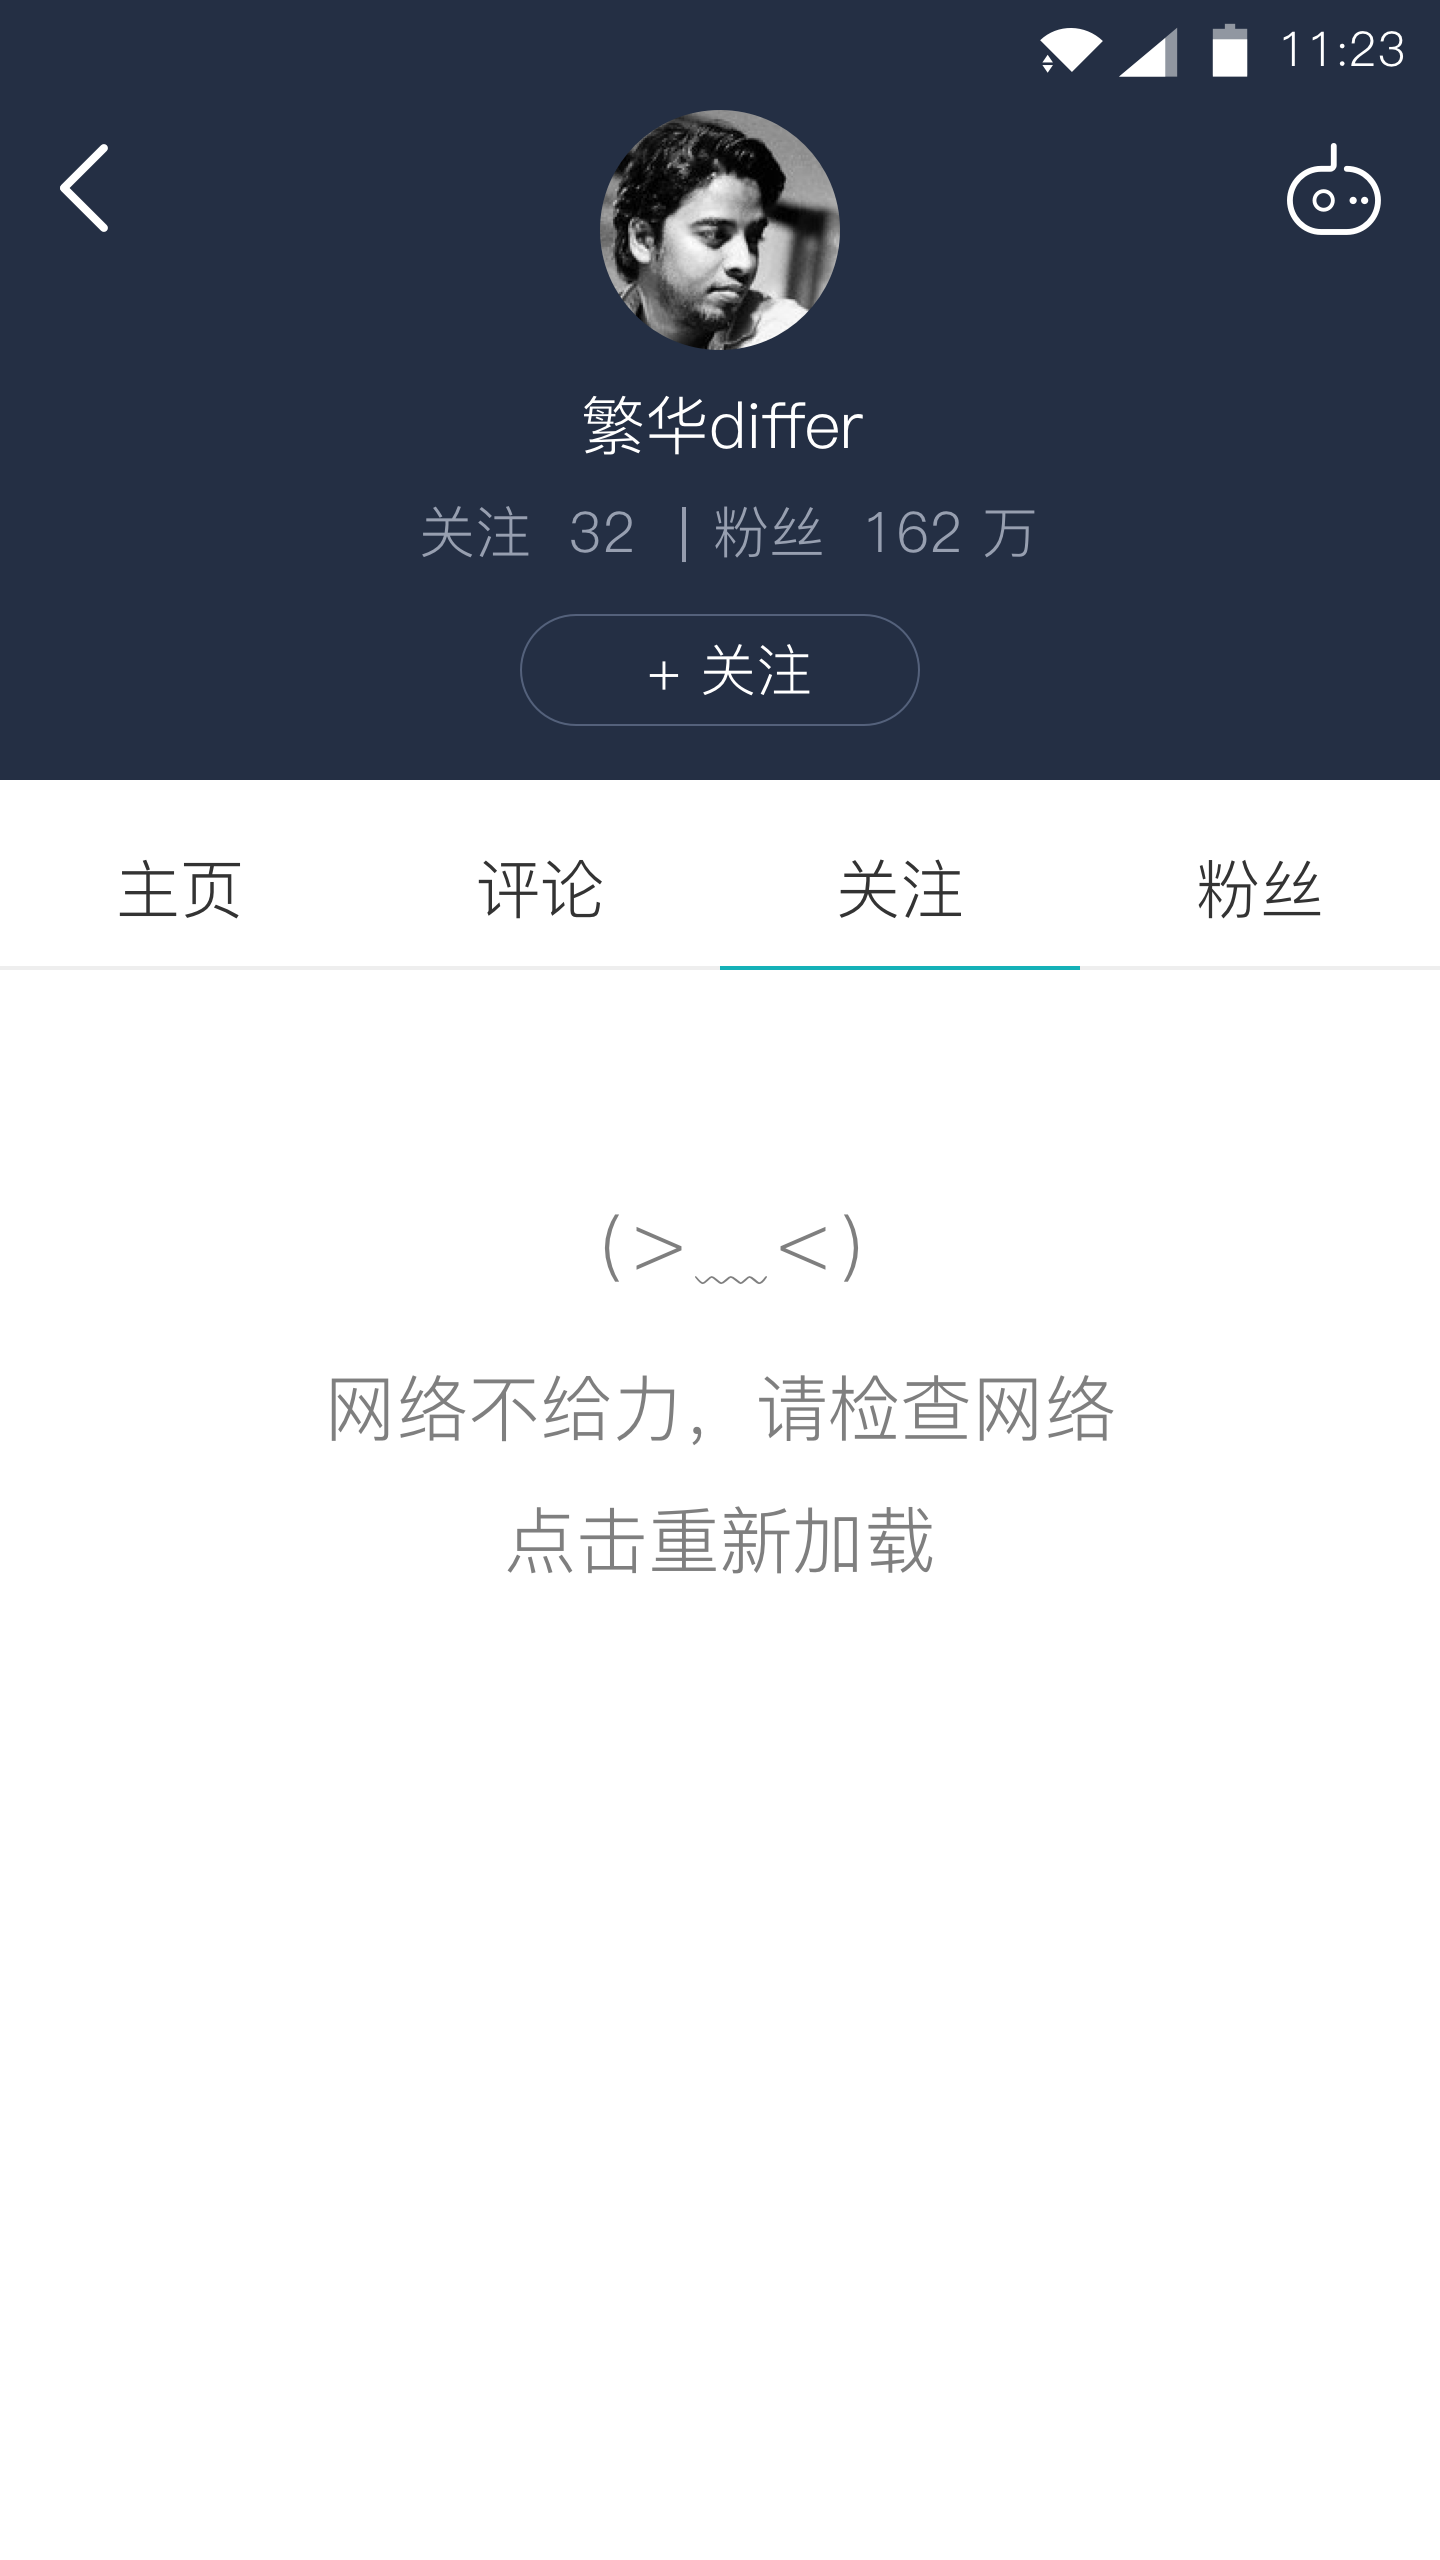 11:23
繁华differ
关注 32 | 粉丝 162 万
+ 关注
主页 评论 关注 粉丝
(>﹏<)
网络不给力，请检查网络
点击重新加载